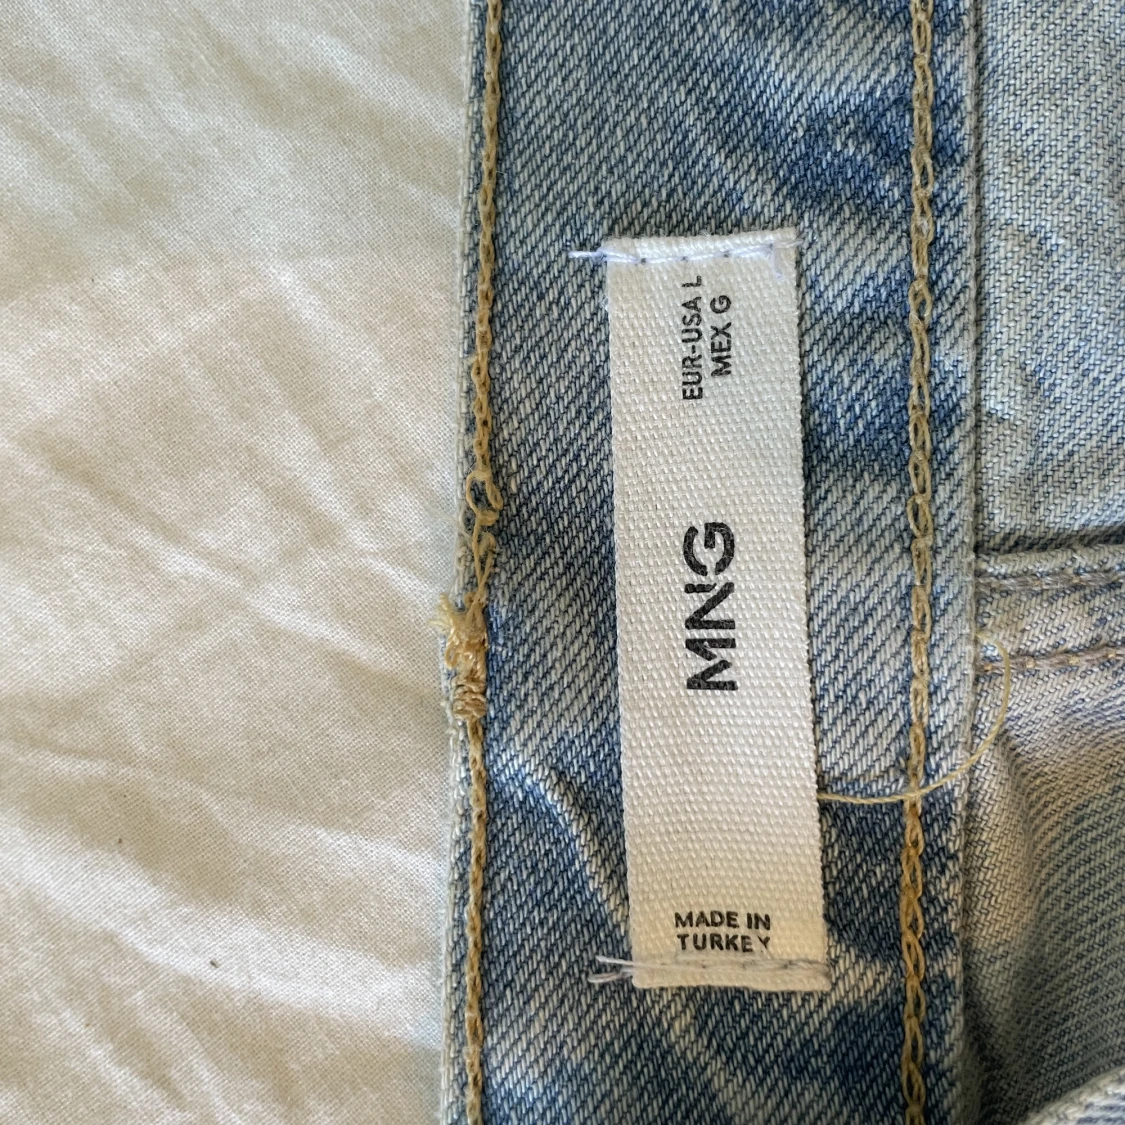 EUR-USA L
MEX G
MNG
MADE IN
TURKEY